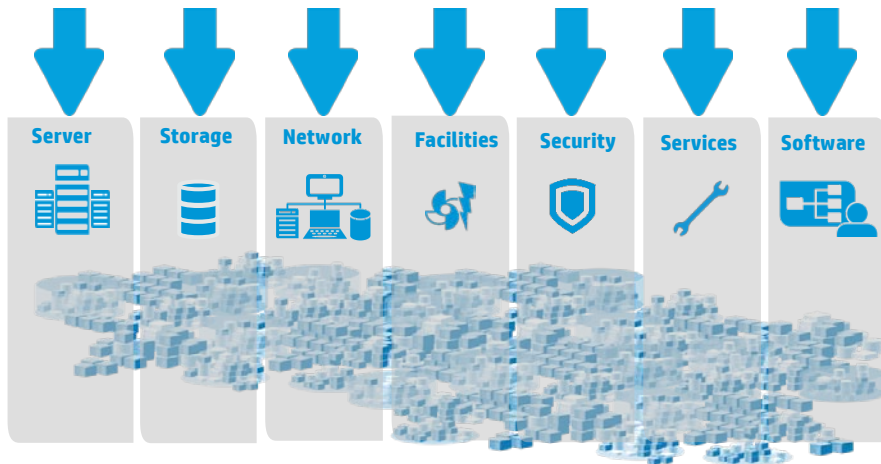 Server
Storage
Network
Facilities
Security
Services
Software